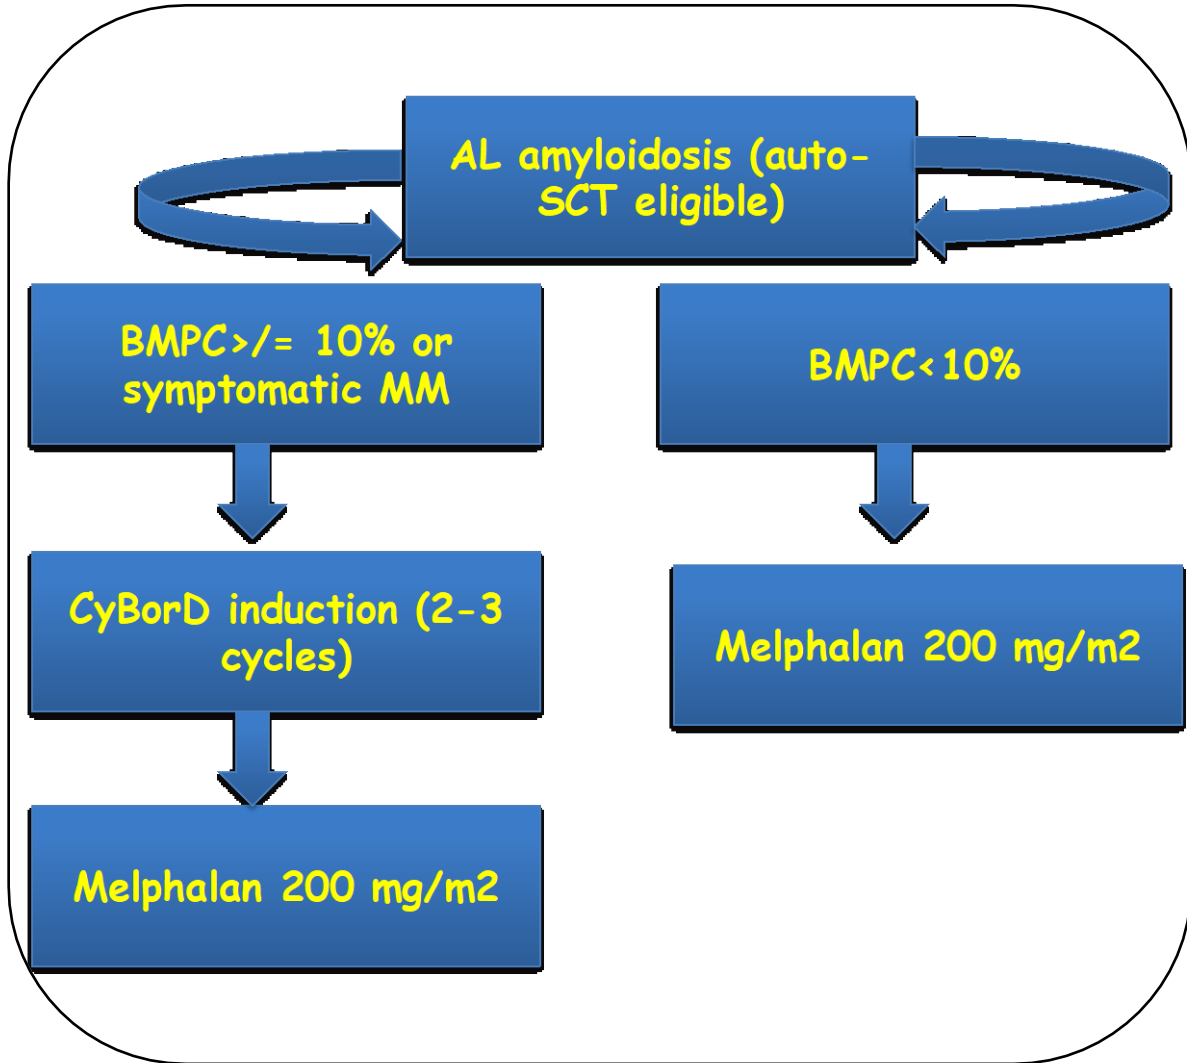 AL amyloidosis (auto-
SCT eligible)
BMPC>/= 10% or
symptomatic MM
BMPC<10%
CyBorD induction (2-3
cycles)
Melphalan 200 mg/m2
Melphalan 200 mg/m2